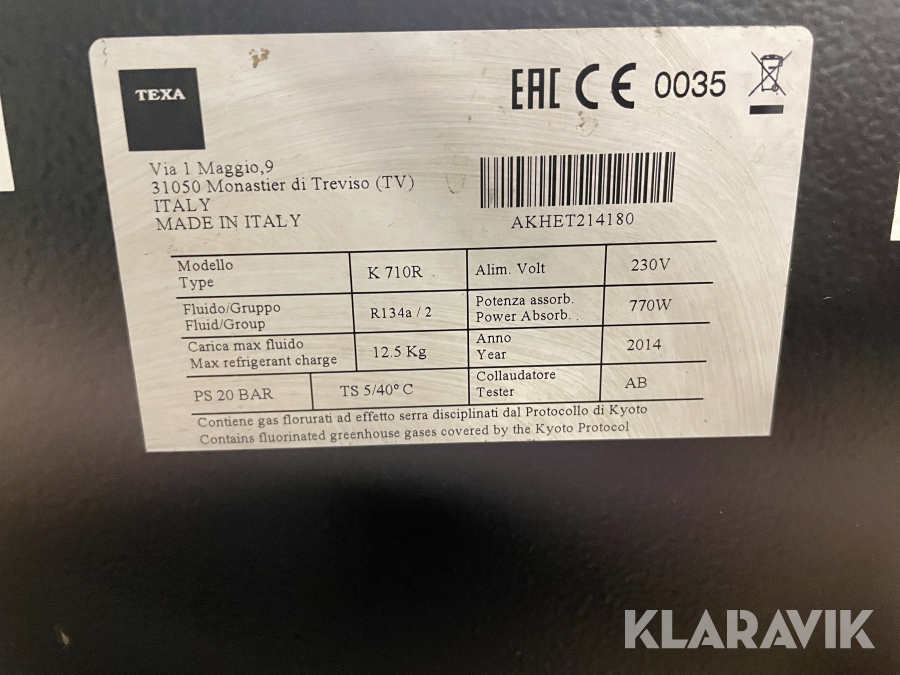 TEXA
EAC CE 0035
Via 1 Maggio,9
31050 Monastier di Treviso (TV)
ITALY
MADE IN ITALY
AKHET214180
Modello
Type
K 710R
Alim. Volt
230V
Fluido/Gruppo
Fluid/Group
R134a / 2
Potenza assorb.
Power Absorb. .
770W
Carica max fluido
Max refrigerant charge
12.5 Kg
Anno
Year
2014
PS 20 BAR
TS 5/40° C
Collaudatore
Tester
AB
Contiene gas florurati ad effetto serra disciplinati dal Protocollo di Kyoto
Contains fluorinated greenhouse gases covered by the Kyoto Protocol
KLARAVIK